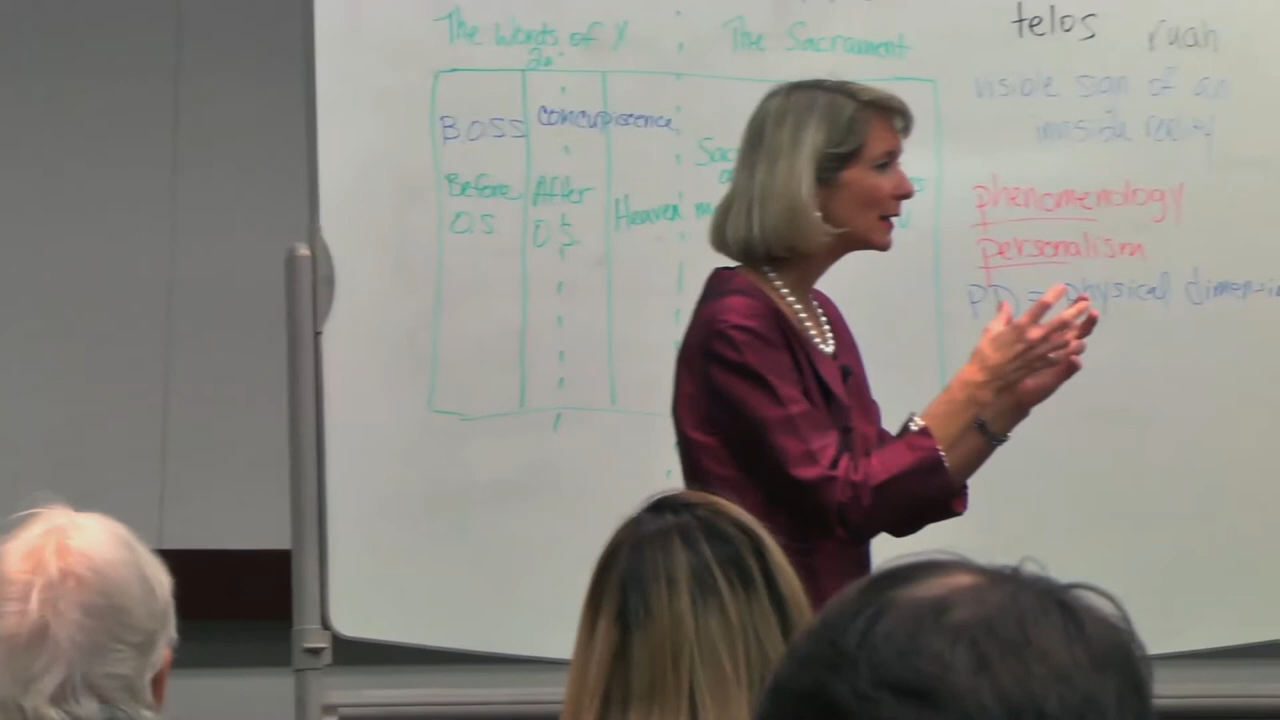 The Words of X : The Sacrament
telos
ruah
visible sign of an
invisible reality
BOSS
concupiscence
Before
O.S
After
O.S
Heaven
phenomenology
personalism
PD = physical dimensi